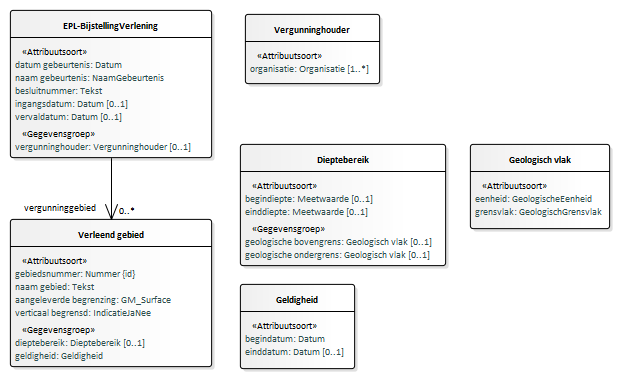 EPL-BijstellingVerlening
«Attribuutsoort»
datum gebeurtenis: Datum
naam gebeurtenis: NaamGebeurtenis
besluitnummer: Tekst
ingangsdatum: Datum [0..1]
vervaldatum: Datum [0..1]
«Gegevensgroep»
vergunninghouder: Vergunninghouder [0..1]
Vergunninghouder
«Attribuutsoort»
organisatie: Organisatie [1..*]
vergunninggebied
0..*
Verleend gebied
«Attribuutsoort»
gebiedsnummer: Nummer {id}
naam gebied: Tekst
aangeleverde begrenzing: GM_Surface
verticaal begrensd: IndicatieJaNee
«Gegevensgroep»
dieptebereik: Dieptebereik [0..1]
geldigheid: Geldigheid
Dieptebereik
«Attribuutsoort»
begindiepte: Meetwaarde [0..1]
einddiepte: Meetwaarde [0..1]
«Gegevensgroep»
geologische bovengrens: Geologisch vlak [0..1]
geologische ondergrens: Geologisch vlak [0..1]
Geologisch vlak
«Attribuutsoort»
eenheid: GeologischeEenheid
grensvlak: GeologischGrensvlak
Geldigheid
«Attribuutsoort»
begindatum: Datum
einddatum: Datum [0..1]